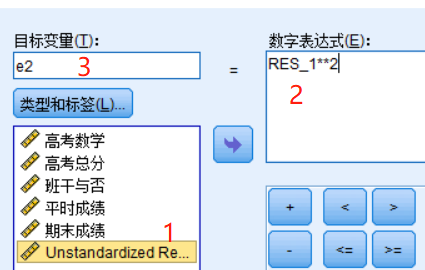 目标变量(T):
e2
3
=
数字表达式(E):
RES_1**2
2
类型和标签(L)...
高考数学
高考总分
班干与否
平时成绩
期末成绩
1
Unstandardized Re...
+
<
>
-
<=
>=